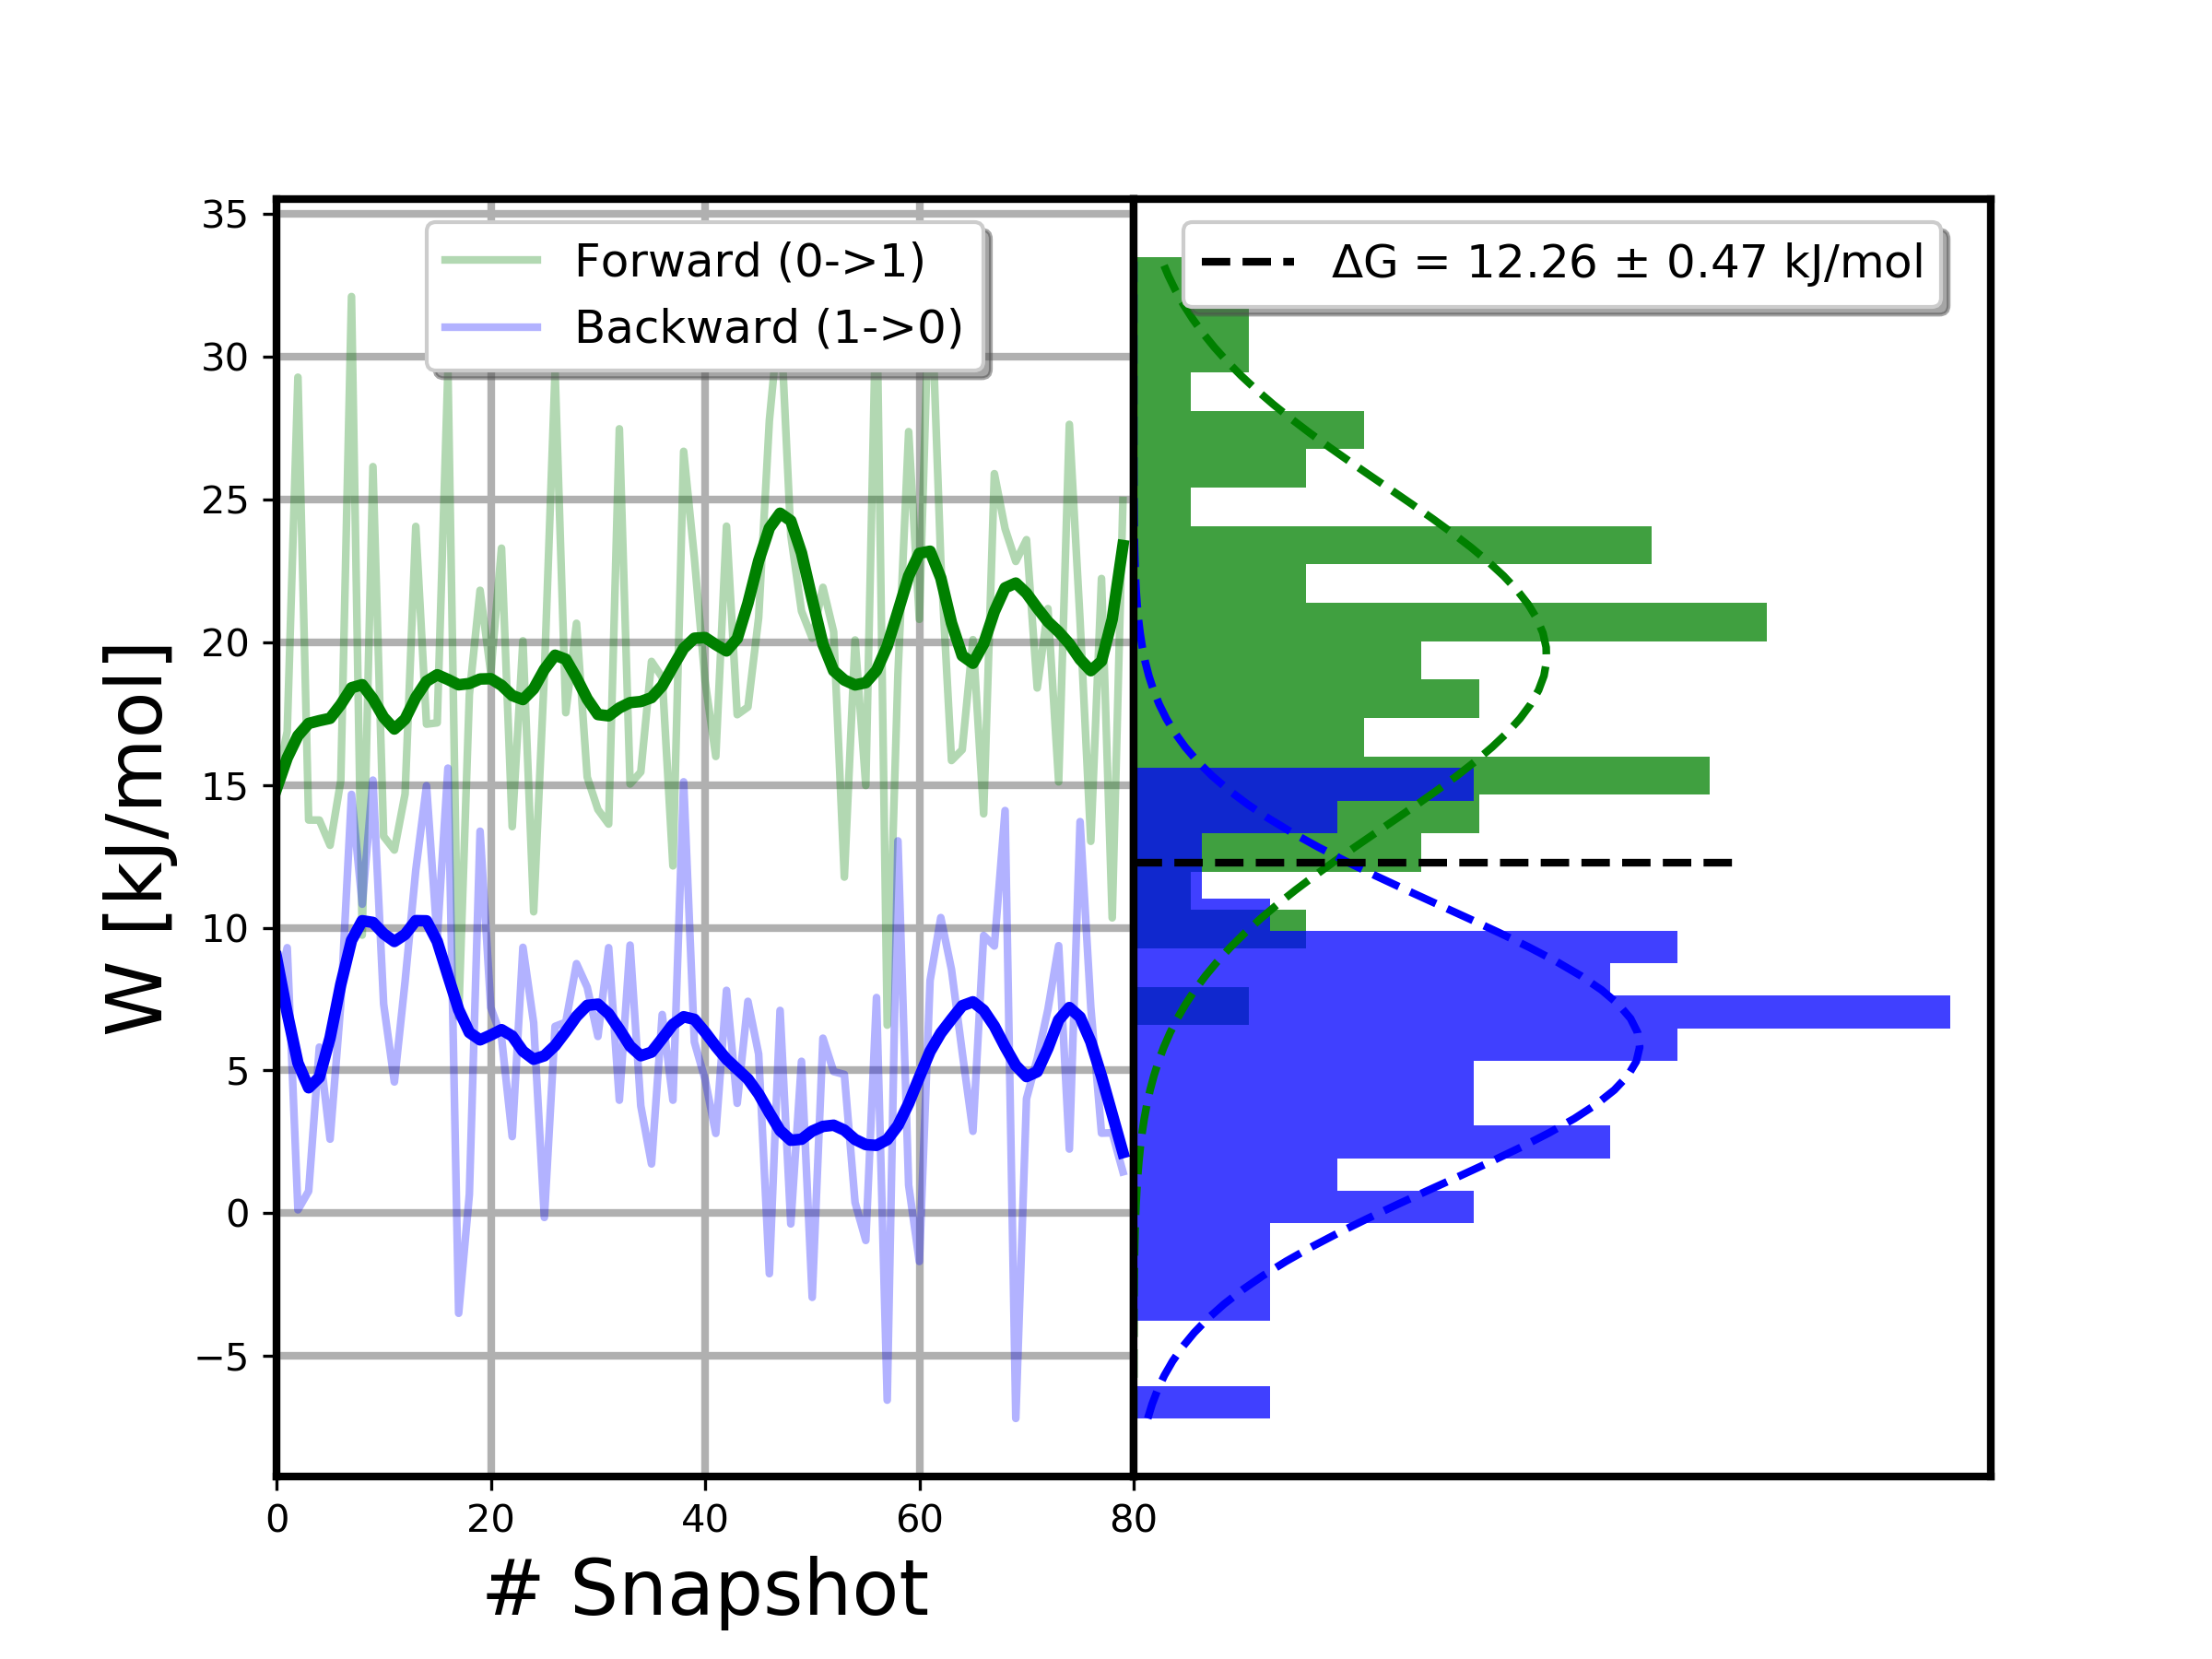 35
30
25
20
15
10
5
0
−5
W [kJ/mol]
Forward (0->1)
Backward (1->0)
ΔG = 12.26 ± 0.47 kJ/mol
0 20 40 60 80
# Snapshot